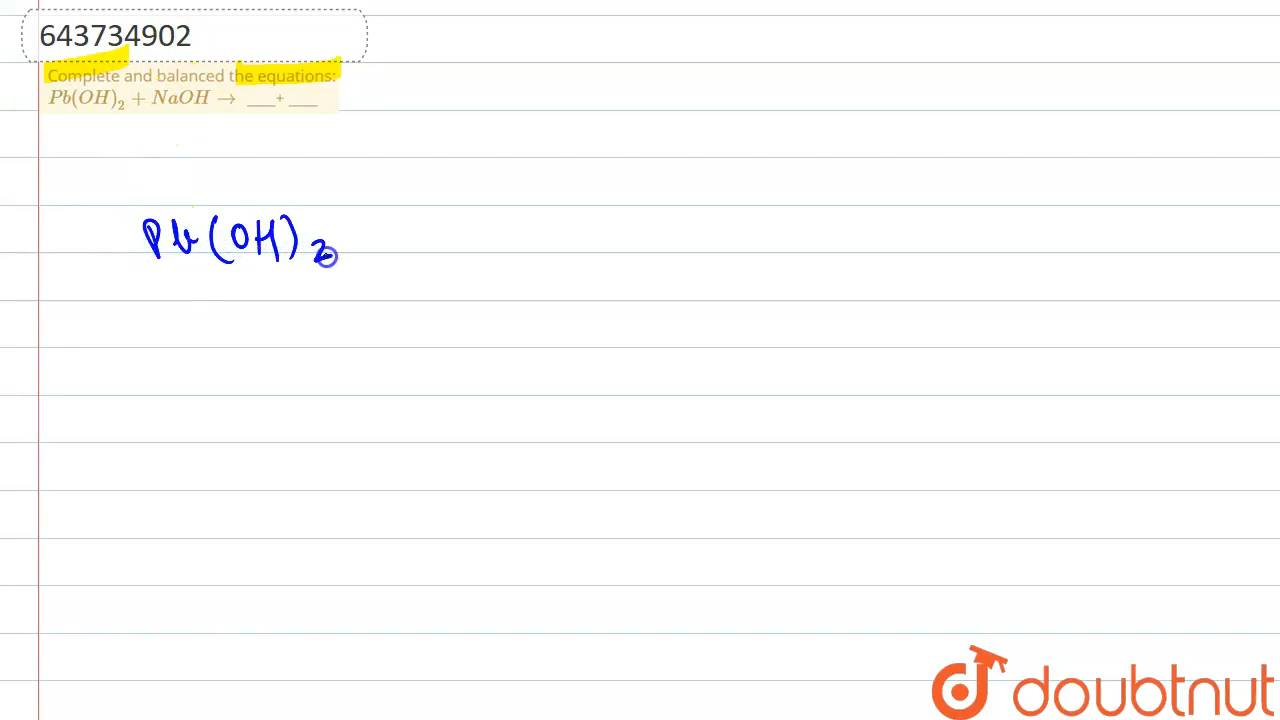 643734902
Complete and balanced the equations:
Pb(OH)₂ + NaOH → ___+ ___
Pb(OH)2
doubtnut